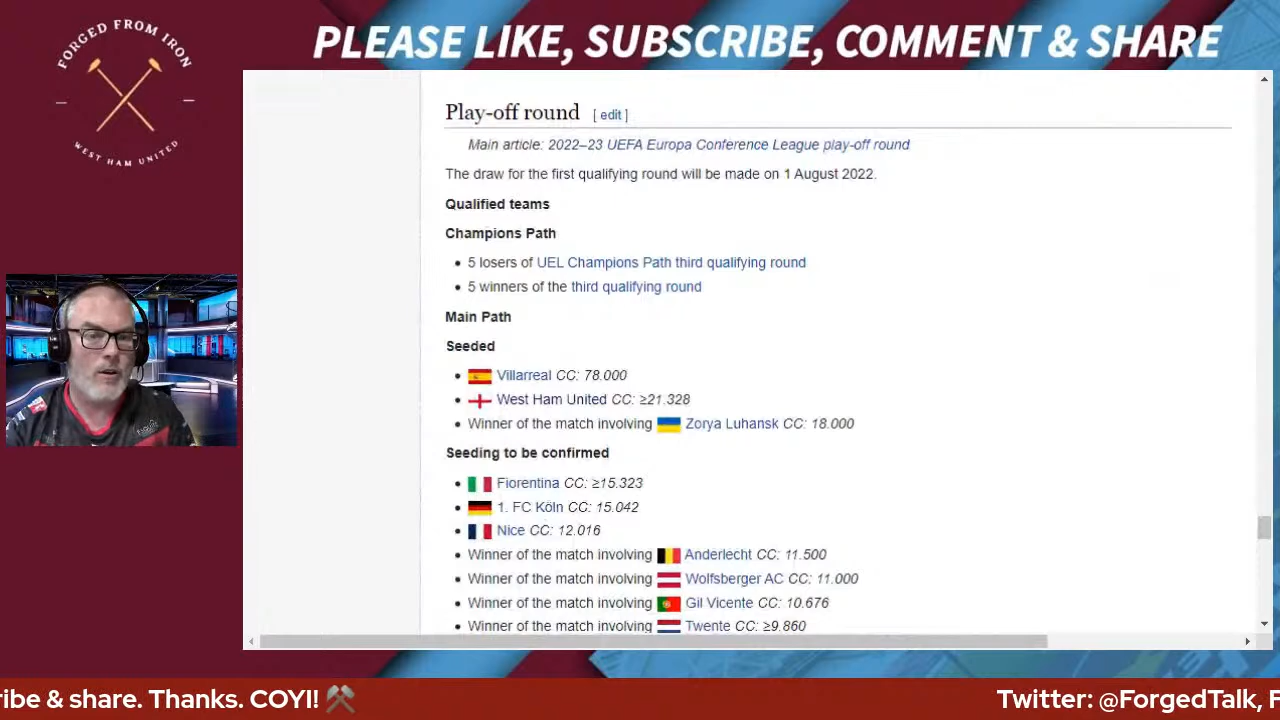 FORGED FROM IRON
WEST HAM UNITED
PLEASE LIKE, SUBSCRIBE, COMMENT & SHARE
Play-off round [ edit ]
Main article: 2022–23 UEFA Europa Conference League play-off round
The draw for the first qualifying round will be made on 1 August 2022.
Qualified teams
Champions Path
• 5 losers of UEL Champions Path third qualifying round
• 5 winners of the third qualifying round
Main Path
Seeded
• Villarreal CC: 78.000
• West Ham United CC: ≥21.328
• Winner of the match involving Zorya Luhansk CC: 18.000
Seeding to be confirmed
• Fiorentina CC: ≥15.323
• 1. FC Köln CC: 15.042
• Nice CC: 12.016
• Winner of the match involving Anderlecht CC: 11.500
• Winner of the match involving Wolfsberger AC CC: 11.000
• Winner of the match involving Gil Vicente CC: 10.676
• Winner of the match involving Twente CC: ≥9.860
ribe & share. Thanks. COYI! ⚒ Twitter: @ForgedTalk, F